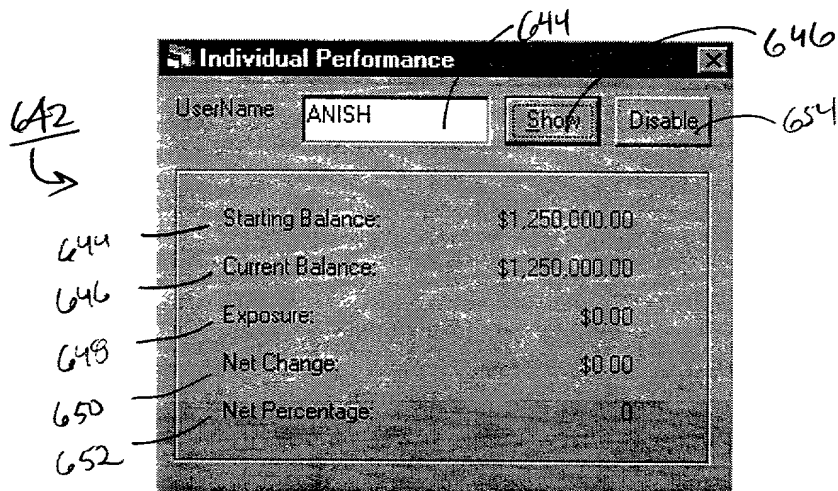 644
646
Individual Performance
642
UserName ANISH Show Disable 654
644 Starting Balance: $1,250,000.00
646 Current Balance: $1,250,000.00
648 Exposure: $0.00
650 Net Change: $0.00
652 Net Percentage: 0